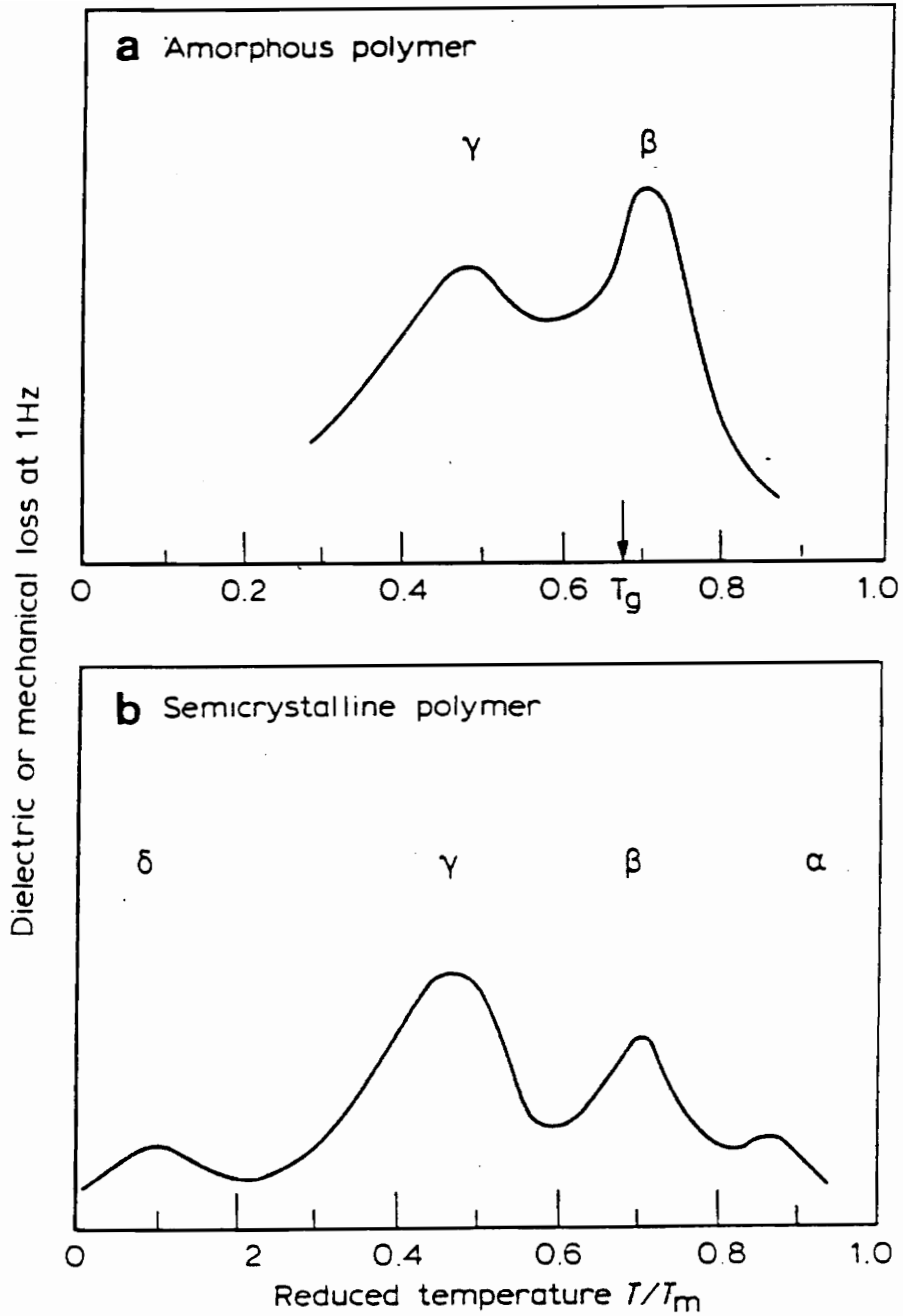 Dielectric or mechanical loss at 1Hz
a Amorphous polymer
γ β
0 0.2 0.4 0.6 Tg 0.8 1.0
b Semicrystalline polymer
δ γ β α
0 2 0.4 0.6 0.8 1.0
Reduced temperature T/Tm